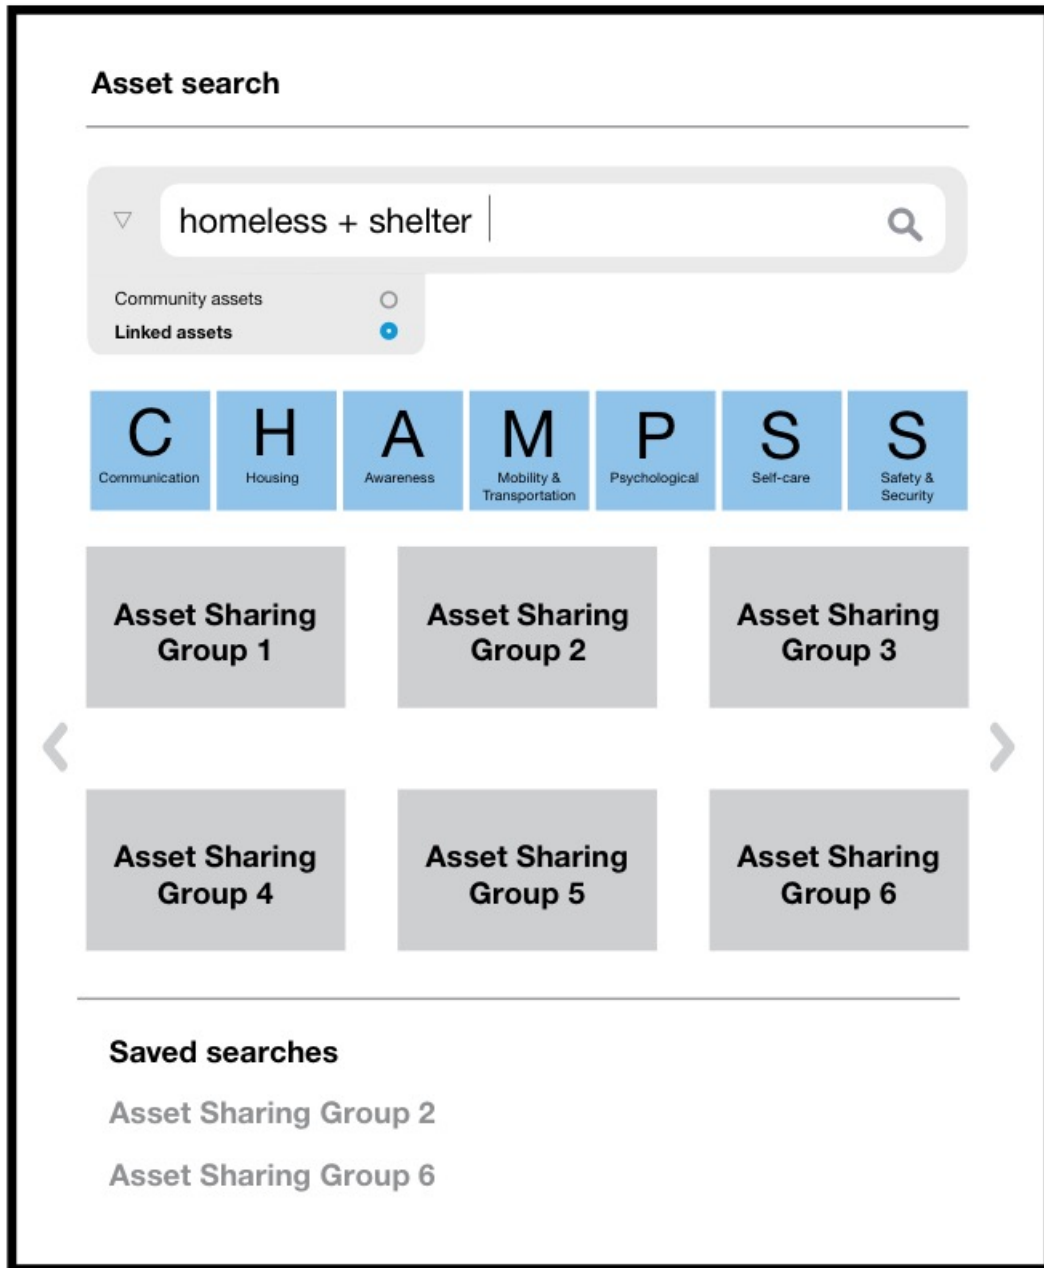 Asset search
homeless + shelter
Community assets
Linked assets
C H A M P S S
Communication Housing Awareness Mobility & Psychological Self-care Safety &
Transportation Security
Asset Sharing Asset Sharing Asset Sharing
Group 1 Group 2 Group 3
Asset Sharing Asset Sharing Asset Sharing
Group 4 Group 5 Group 6
Saved searches
Asset Sharing Group 2
Asset Sharing Group 6